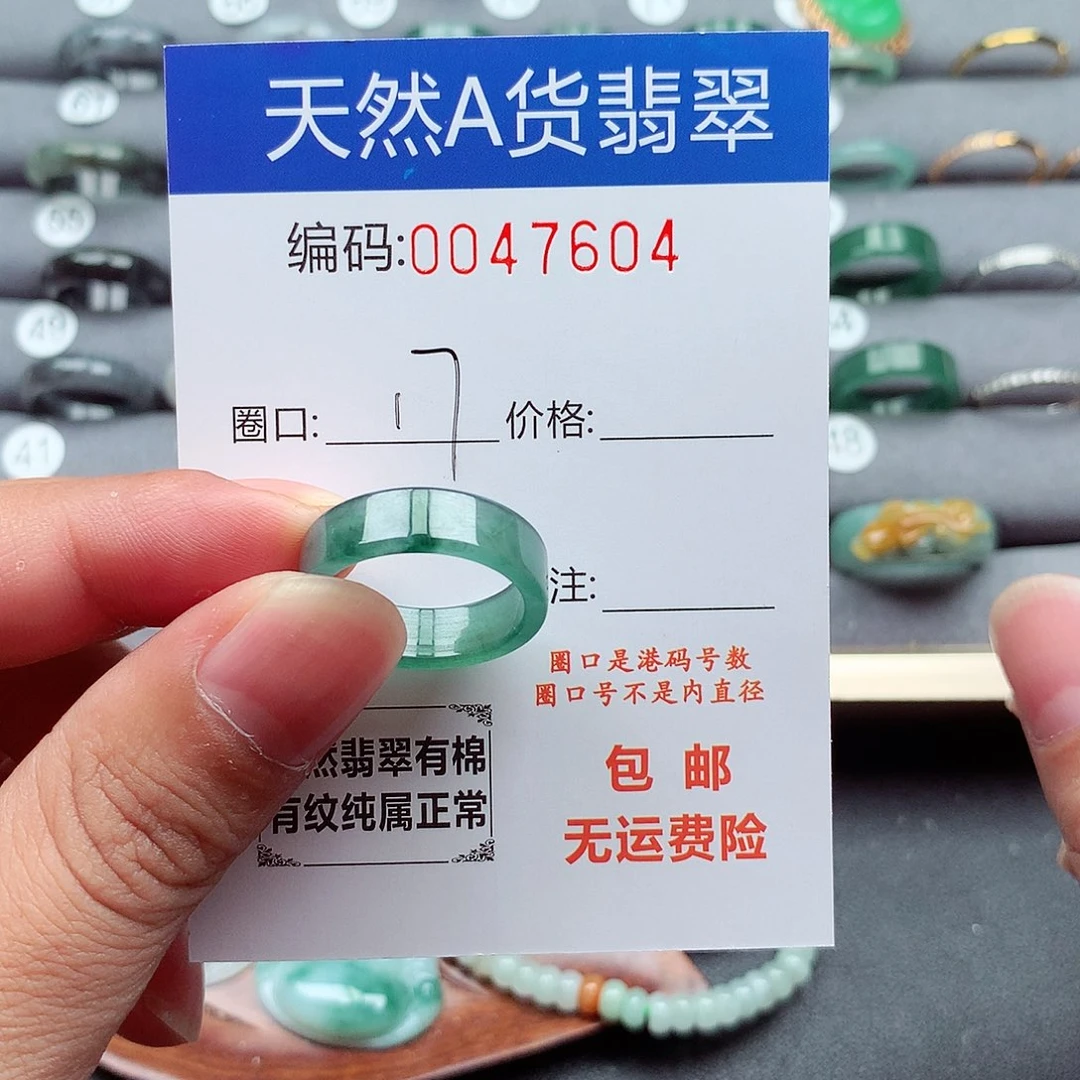 天然A货翡翠
编码:0047604
圈口: 17 价格:
注:
圈口是港码号数
圈口号不是内直径
然翡翠有棉
有纹纯属正常
包邮
无运费险
41